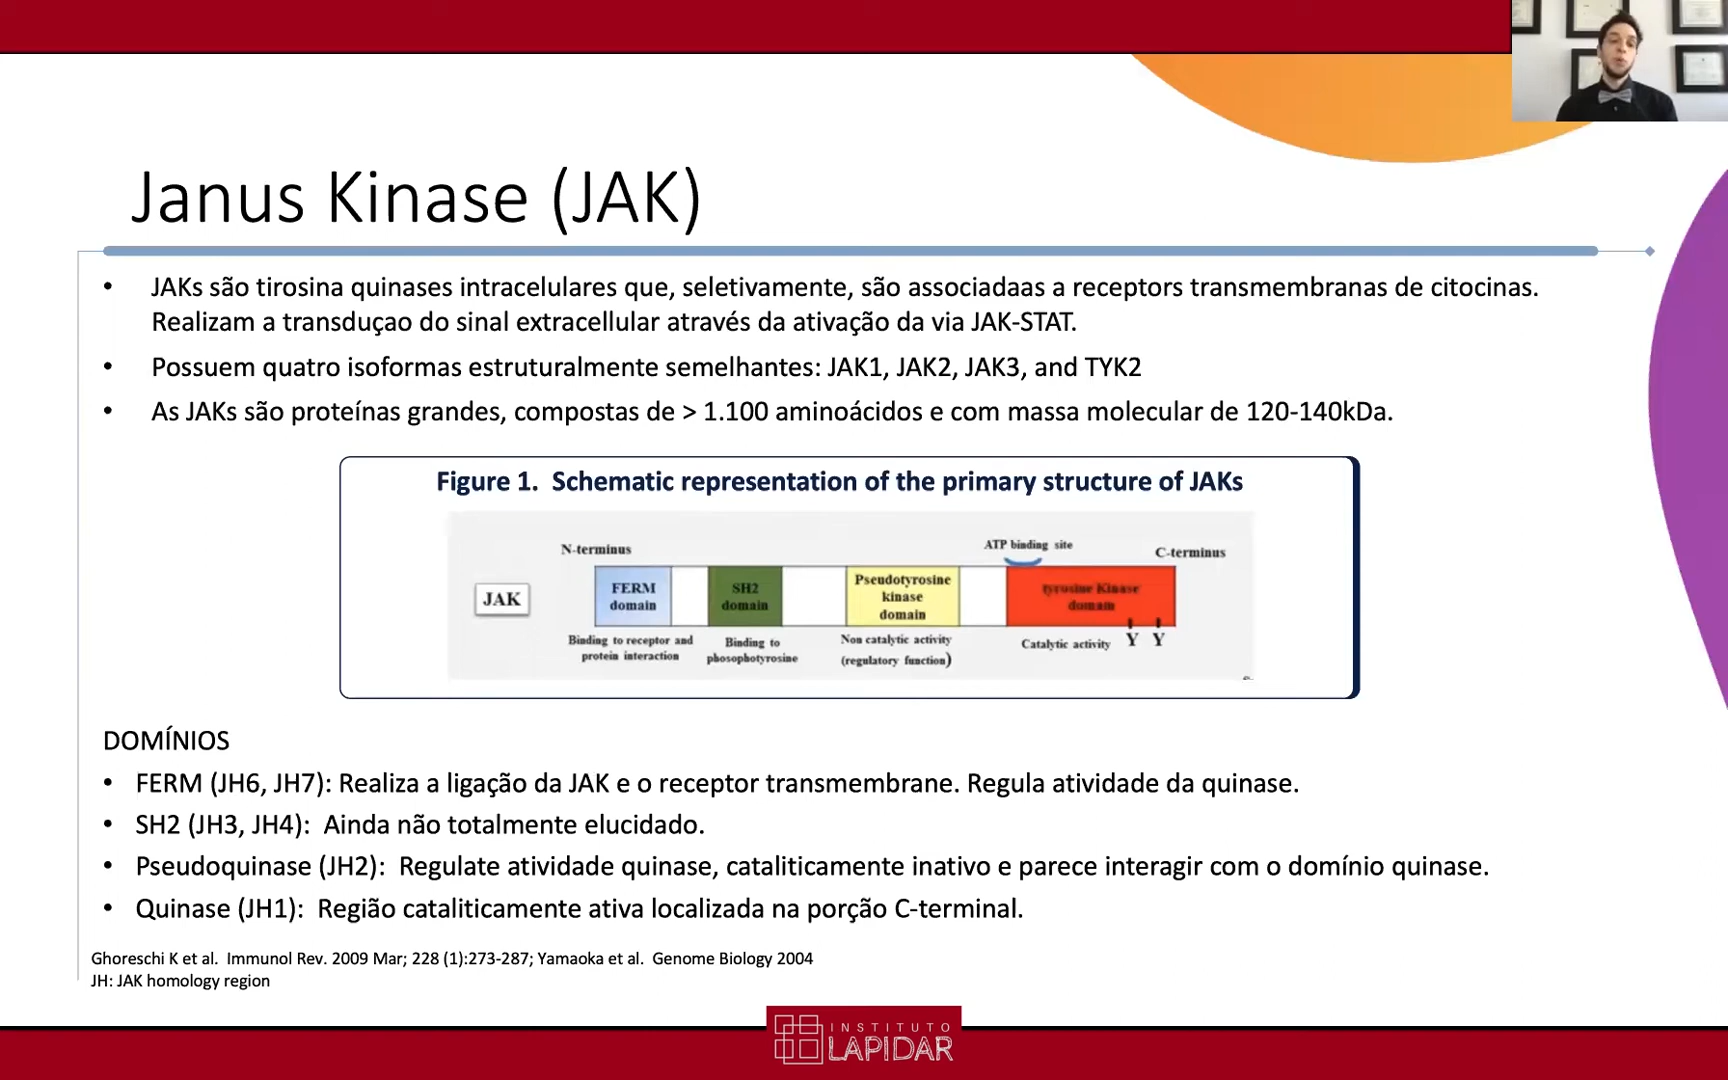 Janus Kinase (JAK)
• JAKs são tirosina quinases intracelulares que, seletivamente, são associadaas a receptors transmembranas de citocinas.
Realizam a transduçao do sinal extracellular através da ativação da via JAK-STAT.
• Possuem quatro isoformas estruturalmente semelhantes: JAK1, JAK2, JAK3, and TYK2
• As JAKs são proteínas grandes, compostas de > 1.100 aminoácidos e com massa molecular de 120-140kDa.
Figure 1. Schematic representation of the primary structure of JAKs
N-terminus
ATP binding site
C-terminus
JAK
FERM
domain
SH2
domain
Pseudotyrosine
kinase
domain
tyrosine Kinase
domain
Binding to receptor and
protein interaction
Binding to
phosophotyrosine
Non catalytic activity
(regulatory function)
Catalytic activity
Y Y
DOMÍNIOS
• FERM (JH6, JH7): Realiza a ligação da JAK e o receptor transmembrane. Regula atividade da quinase.
• SH2 (JH3, JH4): Ainda não totalmente elucidado.
• Pseudoquinase (JH2): Regulate atividade quinase, cataliticamente inativo e parece interagir com o domínio quinase.
• Quinase (JH1): Região cataliticamente ativa localizada na porção C-terminal.
Ghoreschi K et al. Immunol Rev. 2009 Mar; 228 (1):273-287; Yamaoka et al. Genome Biology 2004
JH: JAK homology region
INSTITUTO
LAPIDAR